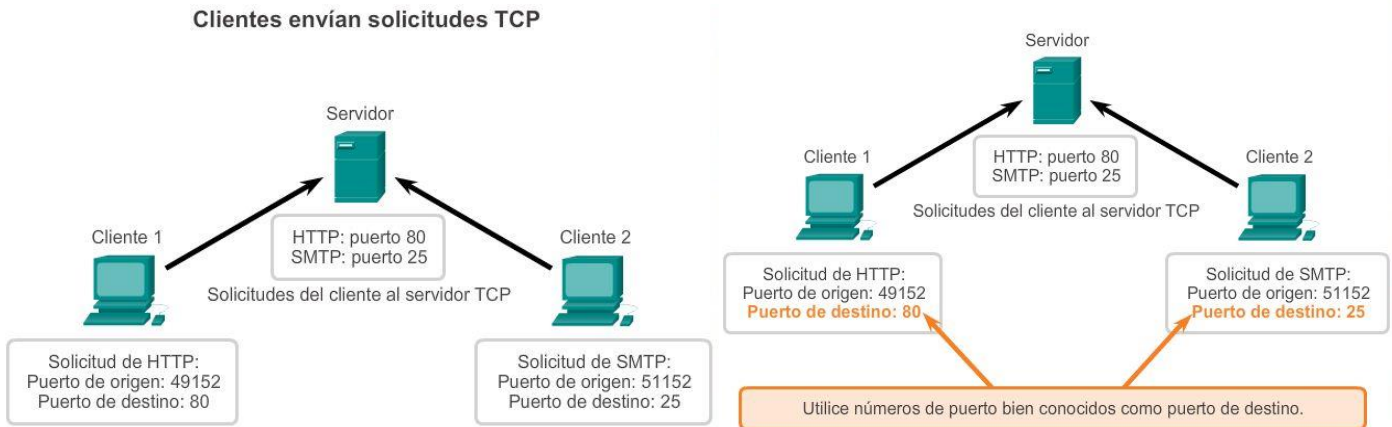 Clientes envían solicitudes TCP
Servidor
Cliente 1
HTTP: puerto 80
SMTP: puerto 25
Cliente 2
Solicitudes del cliente al servidor TCP
Solicitud de HTTP:
Puerto de origen: 49152
Puerto de destino: 80
Solicitud de SMTP:
Puerto de origen: 51152
Puerto de destino: 25
Servidor
Cliente 1
HTTP: puerto 80
SMTP: puerto 25
Cliente 2
Solicitudes del cliente al servidor TCP
Solicitud de HTTP:
Puerto de origen: 49152
Puerto de destino: 80
Solicitud de SMTP:
Puerto de origen: 51152
Puerto de destino: 25
Utilice números de puerto bien conocidos como puerto de destino.